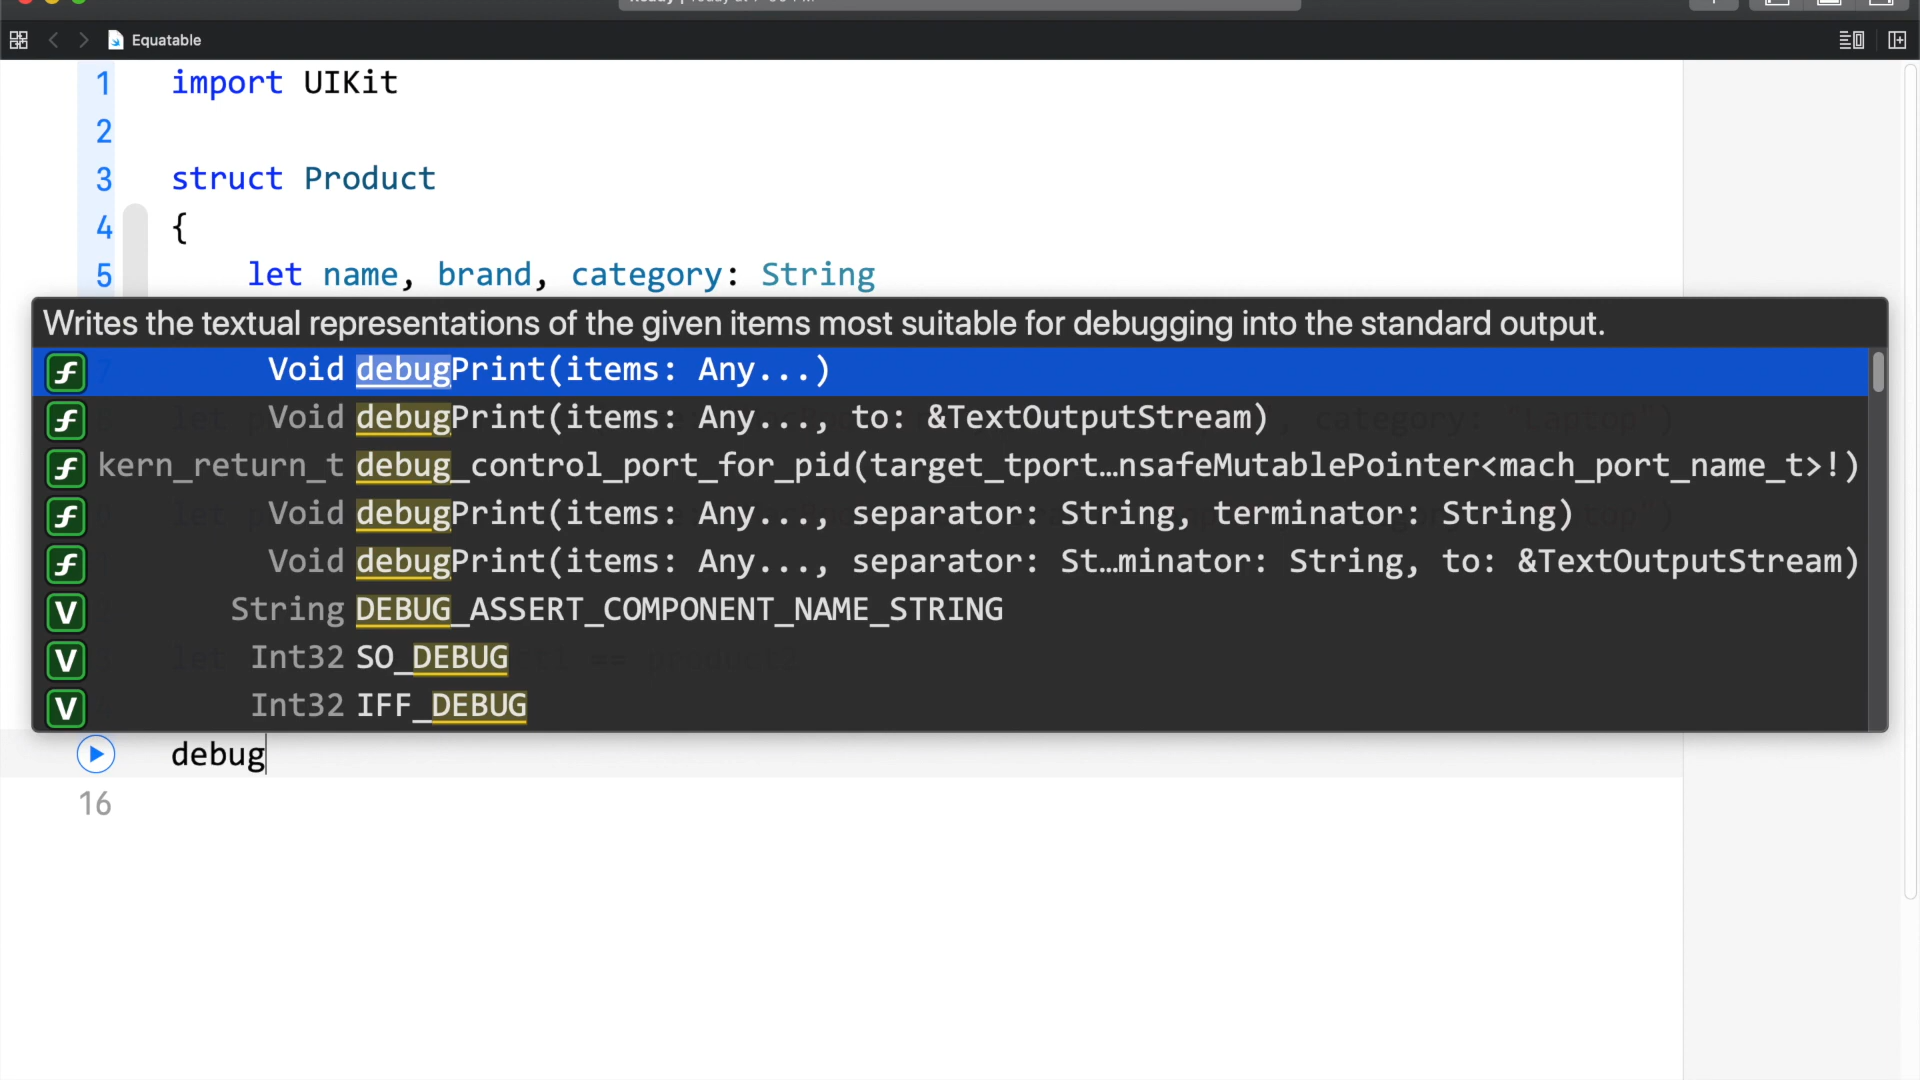 Equatable
1 import UIKit
2
3 struct Product
4 {
5 let name, brand, category: String
Writes the textual representations of the given items most suitable for debugging into the standard output.
7 Void debugPrint(items: Any...)
Void debugPrint(items: Any..., to: &TextOutputStream)
kern_return_t debug_control_port_for_pid(target_tport…nsafeMutablePointer<mach_port_name_t>!)
Void debugPrint(items: Any..., separator: String, terminator: String)
Void debugPrint(items: Any..., separator: St…minator: String, to: &TextOutputStream)
V String DEBUG_ASSERT_COMPONENT_NAME_STRING
V Int32 SO_DEBUG
V Int32 IFF_DEBUG
debug
16